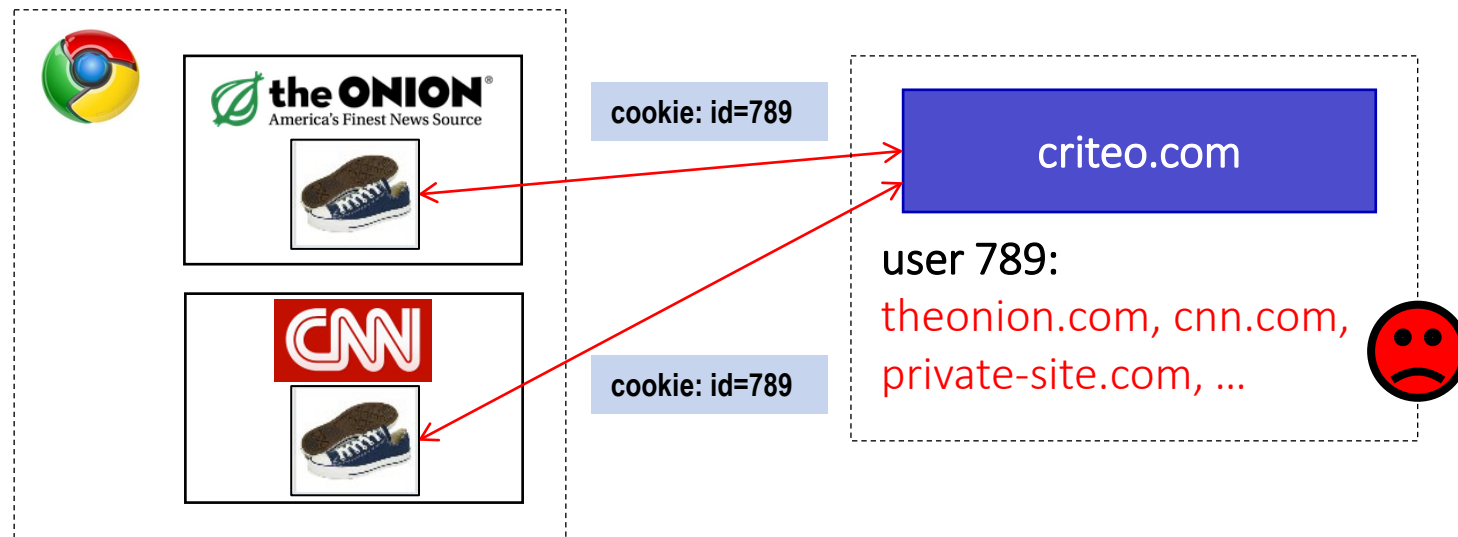 the ONION®
America's Finest News Source
cookie: id=789
criteo.com
user 789:
theonion.com, cnn.com,
private-site.com, ...
CNN
cookie: id=789